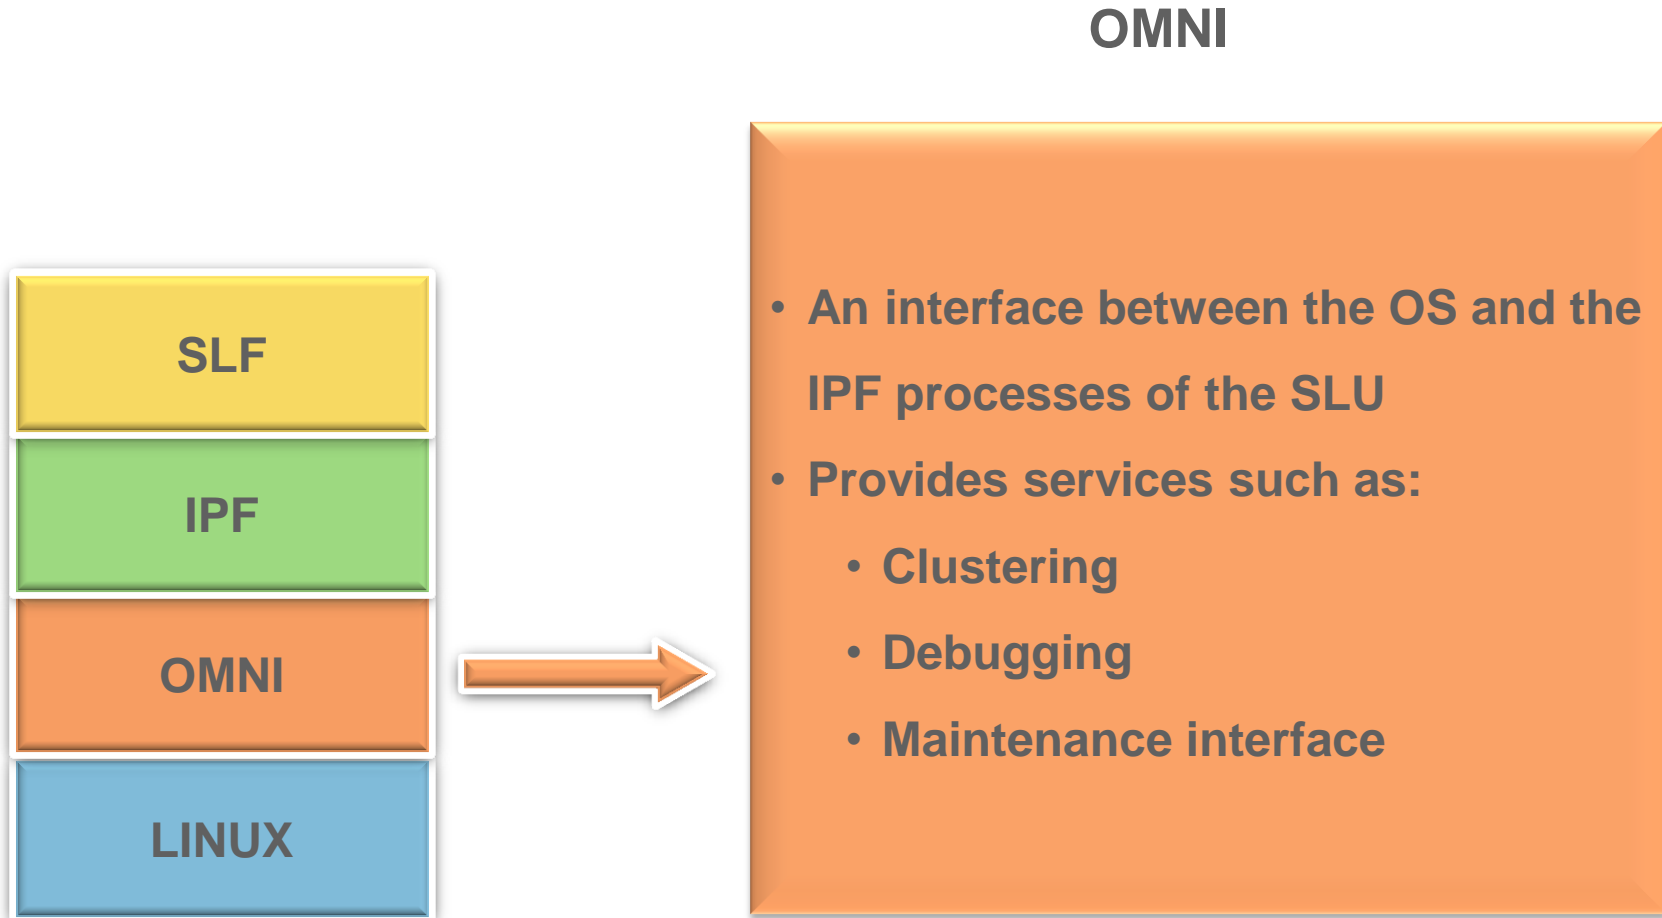 OMNI
SLF
IPF
OMNI
LINUX
• An interface between the OS and the
IPF processes of the SLU
• Provides services such as:
• Clustering
• Debugging
• Maintenance interface